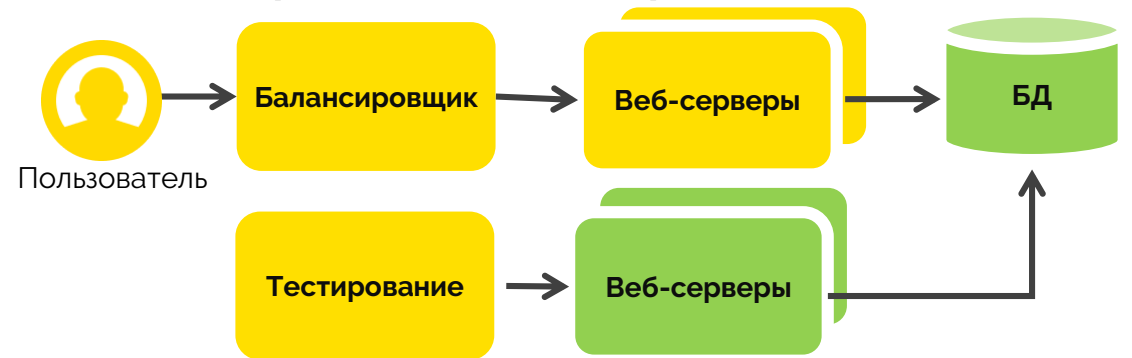 Балансировщик
Веб-серверы
БД
Пользователь
Тестирование
Веб-серверы